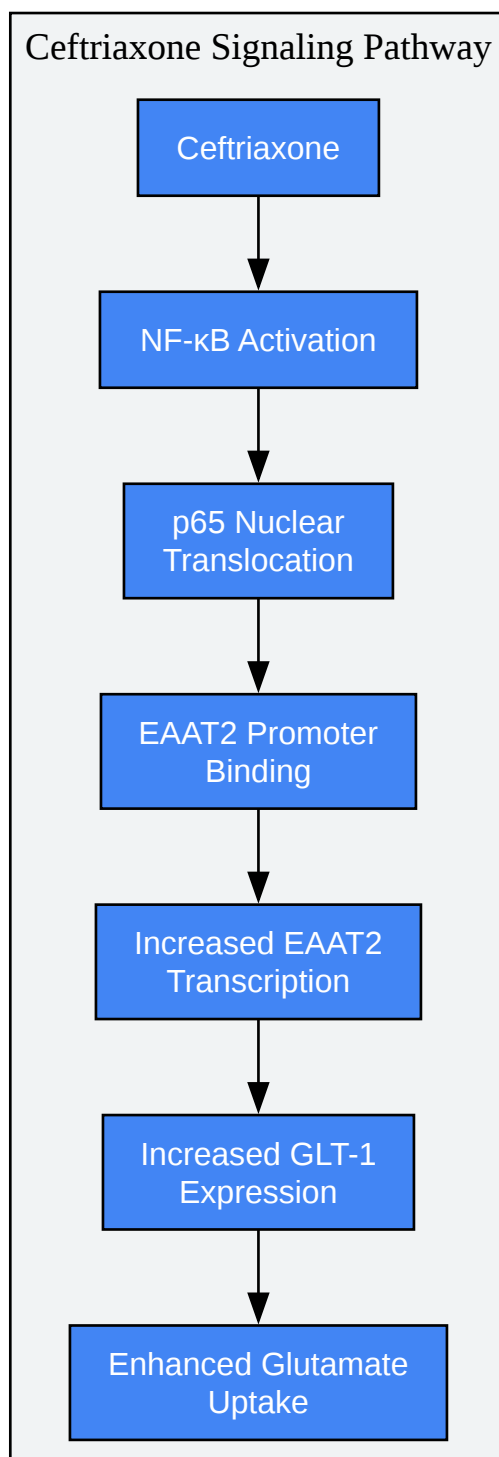 Ceftriaxone Signaling Pathway
Ceftriaxone
NF-κB Activation
p65 Nuclear
Translocation
EAAT2 Promoter
Binding
Increased EAAT2
Transcription
Increased GLT-1
Expression
Enhanced Glutamate
Uptake